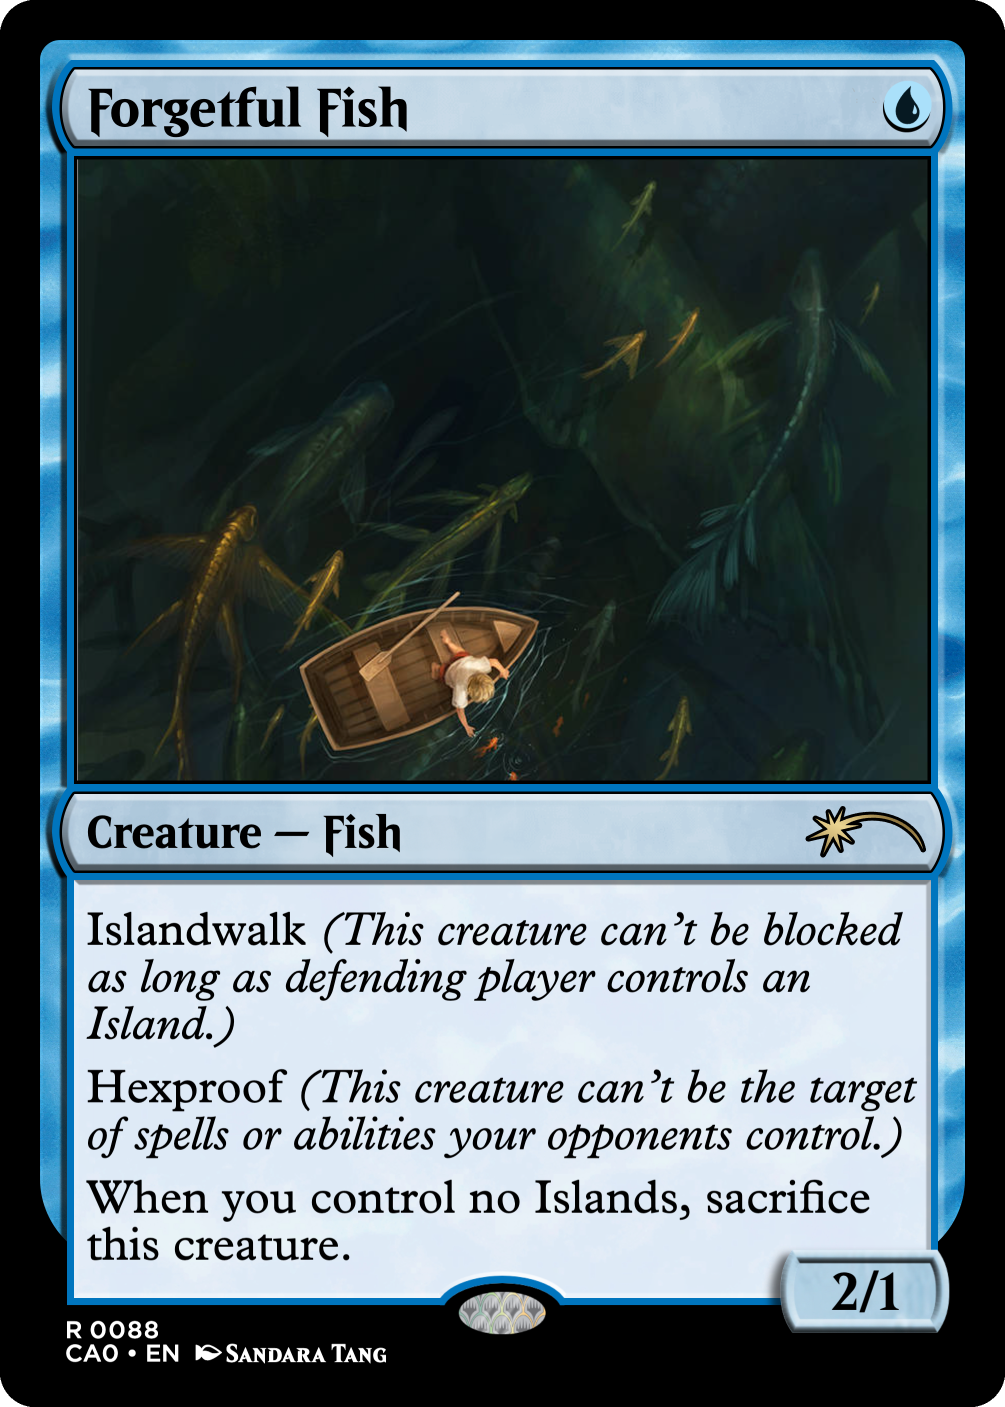 Forgetful Fish
Creature — Fish
Islandwalk (This creature can't be blocked
as long as defending player controls an
Island.)
Hexproof (This creature can't be the target
of spells or abilities your opponents control.)
When you control no Islands, sacrifice
this creature.
2/1
R 0088
CAO • EN Sandara Tang